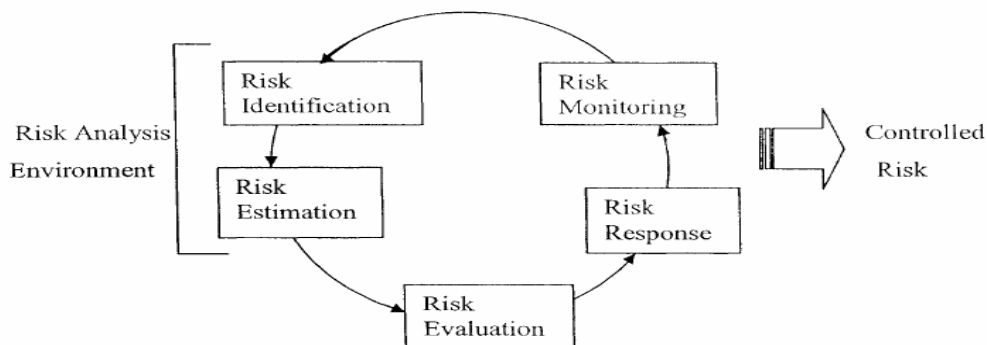 Risk
Identification
Risk
Monitoring
Risk Analysis
Environment
Controlled
Risk
Risk
Estimation
Risk
Response
Risk
Evaluation